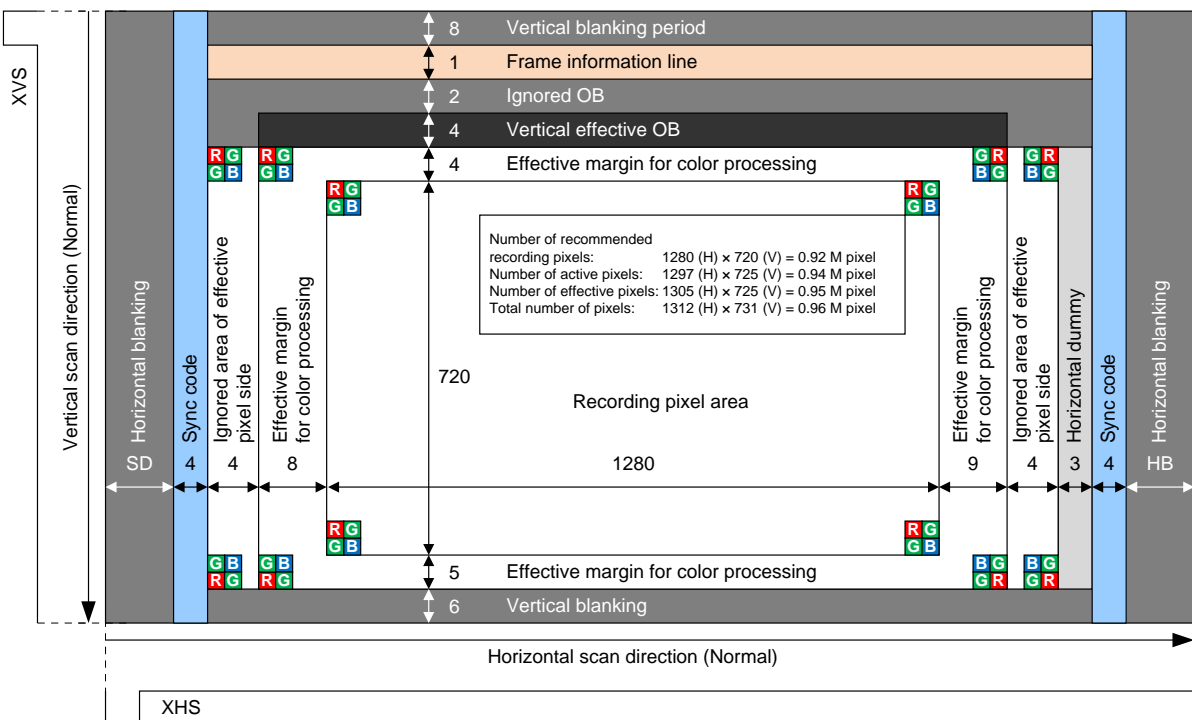 XVS
Vertical scan direction (Normal)
8 Vertical blanking period
1 Frame information line
2 Ignored OB
4 Vertical effective OB
4 Effective margin for color processing
R G R G G R G R
G B G B B G B G
R G R G
G B G B
Number of recommended
recording pixels: 1280 (H) × 720 (V) = 0.92 M pixel
Number of active pixels: 1297 (H) × 725 (V) = 0.94 M pixel
Number of effective pixels: 1305 (H) × 725 (V) = 0.95 M pixel
Total number of pixels: 1312 (H) × 731 (V) = 0.96 M pixel
Horizontal blanking
SD
Sync code
4
Ignored area of effective
pixel side
4
Effective margin
for color processing
8
720
Recording pixel area
1280
Effective margin
for color processing
9
Ignored area of effective
pixel side
4
Horizontal dummy
3
Sync code
4
Horizontal blanking
HB
R G R G
G B G B
G B G B B G B G
R G R G G R G R
5 Effective margin for color processing
6 Vertical blanking
Horizontal scan direction (Normal)
XHS